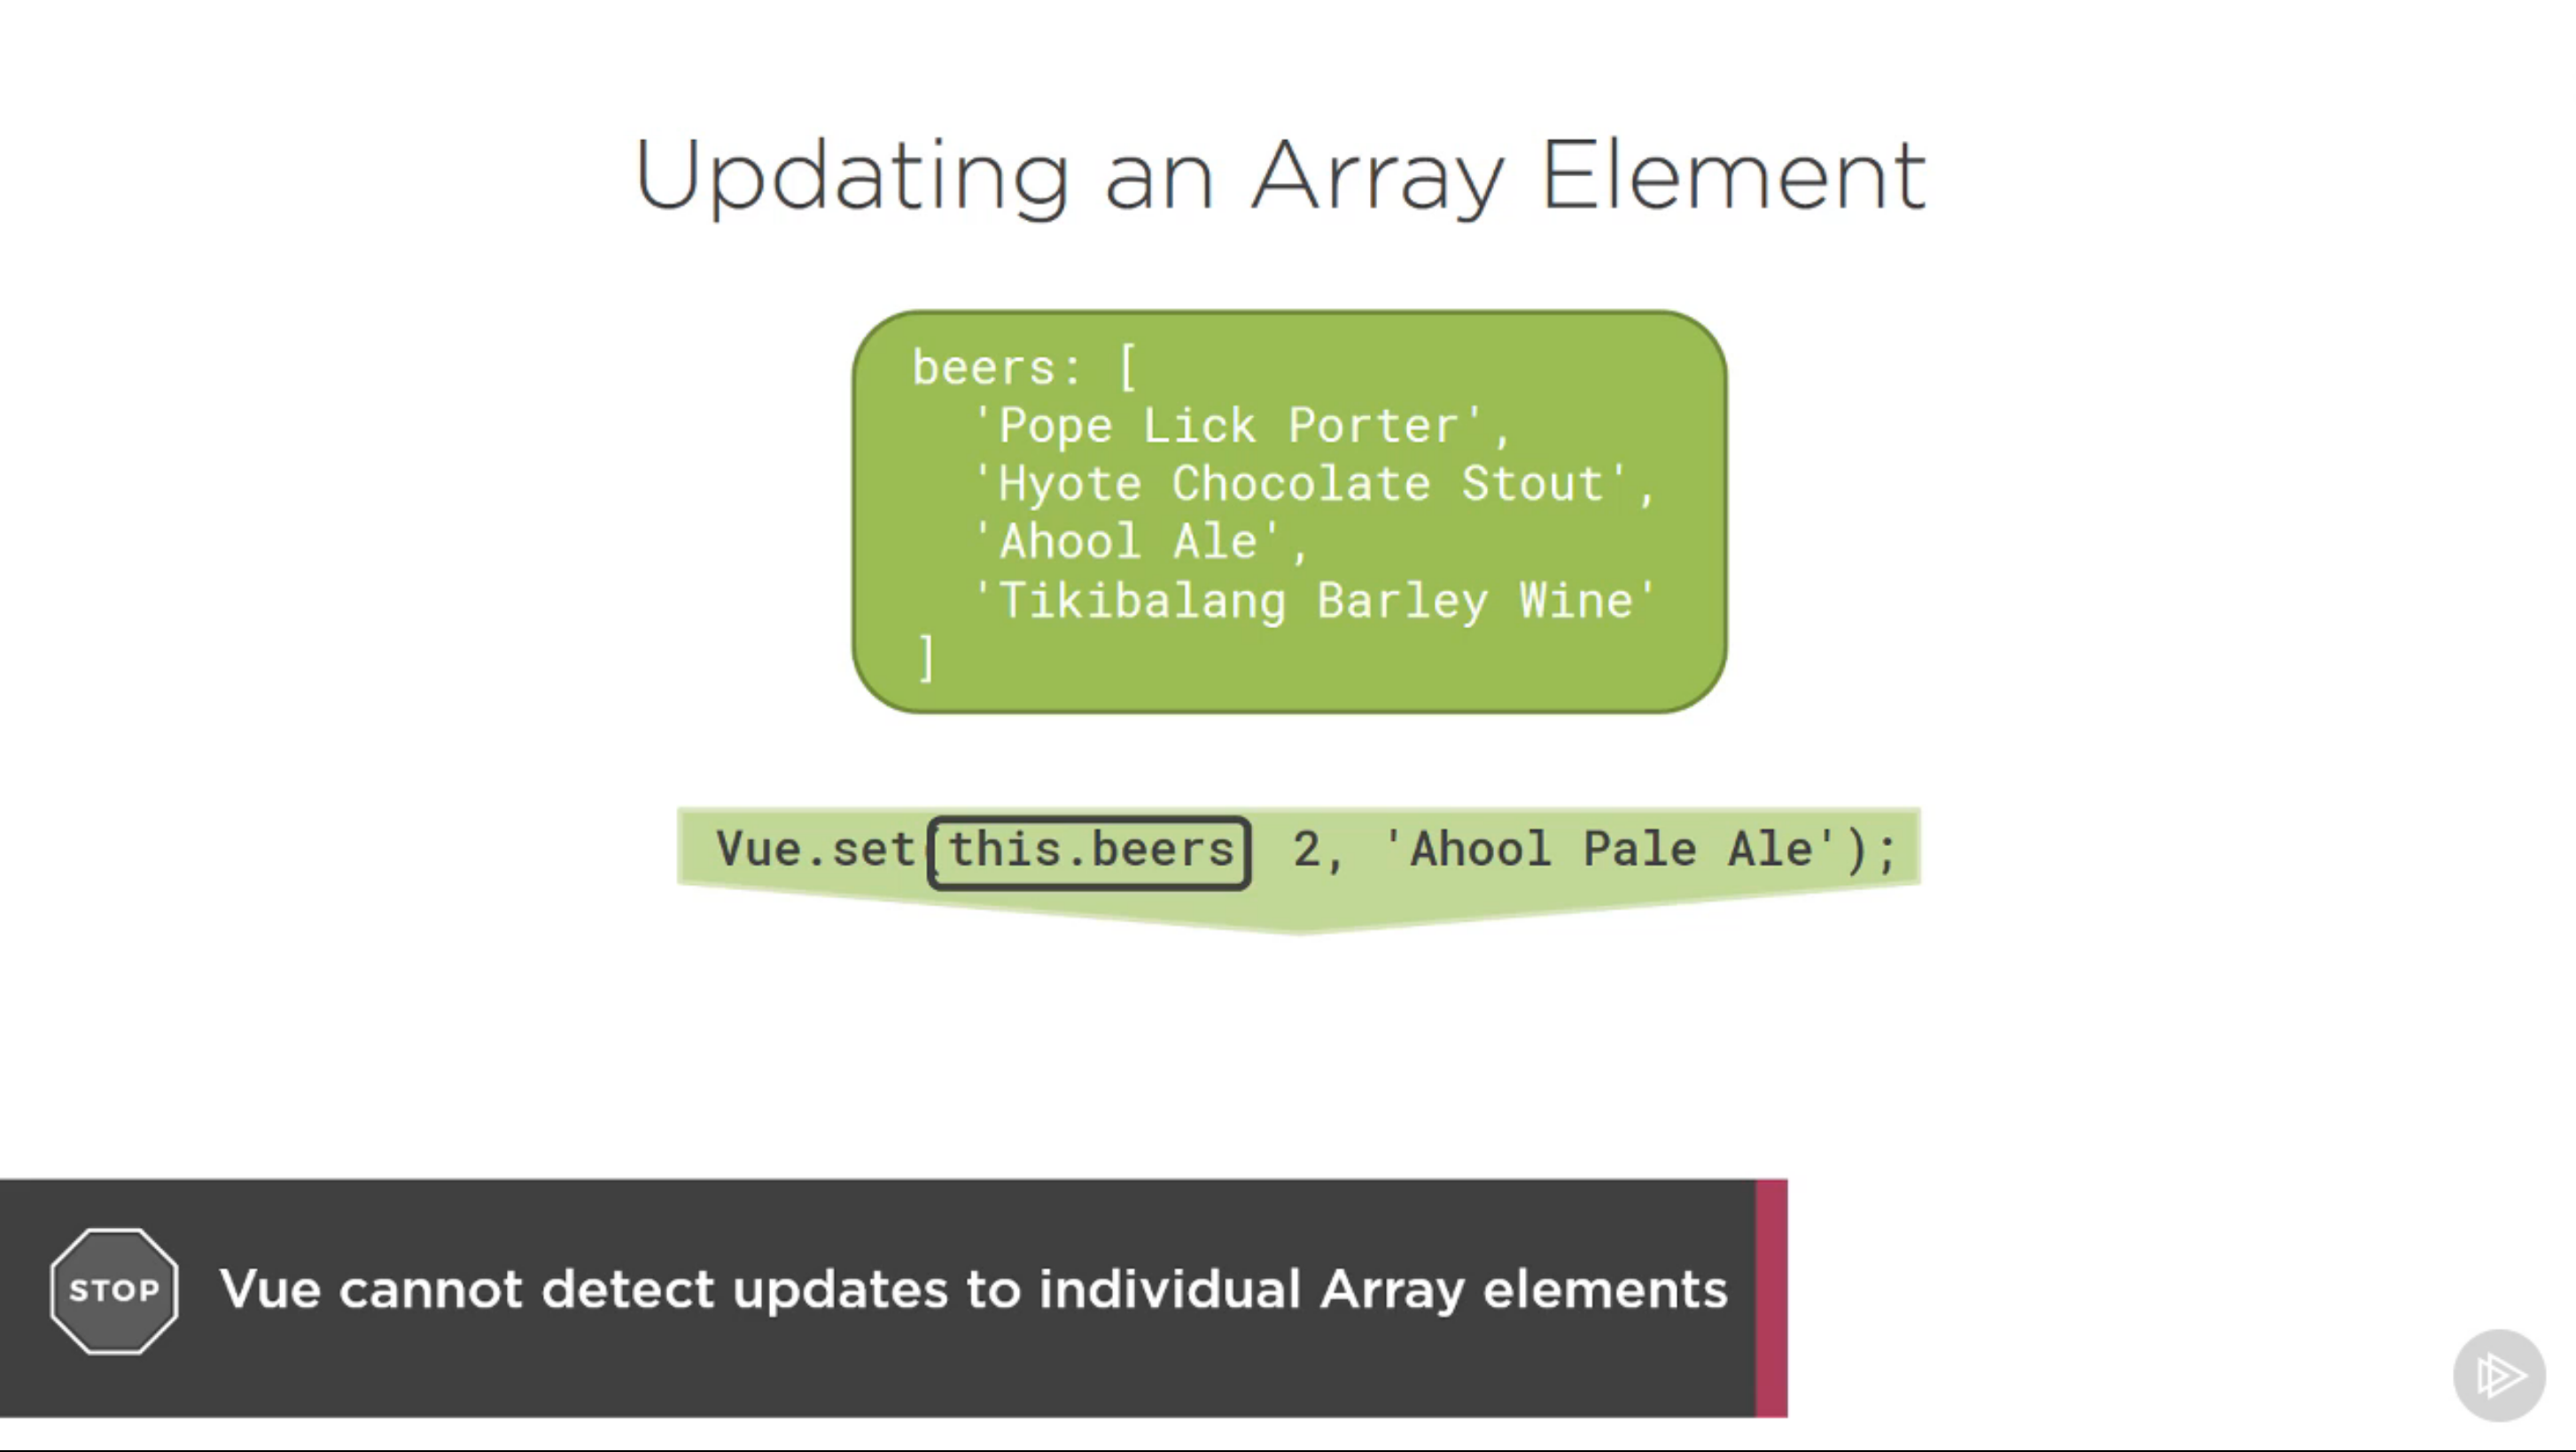 Updating an Array Element
beers: [
'Pope Lick Porter',
'Hyote Chocolate Stout',
'Ahool Ale',
'Tikibalang Barley Wine'
]
Vue.set(this.beers 2, 'Ahool Pale Ale');
STOP
Vue cannot detect updates to individual Array elements